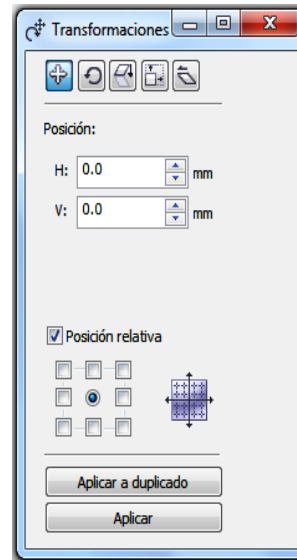 Transformaciones
Posición:
H: 0.0 mm
V: 0.0 mm
Posición relativa
Aplicar a duplicado
Aplicar